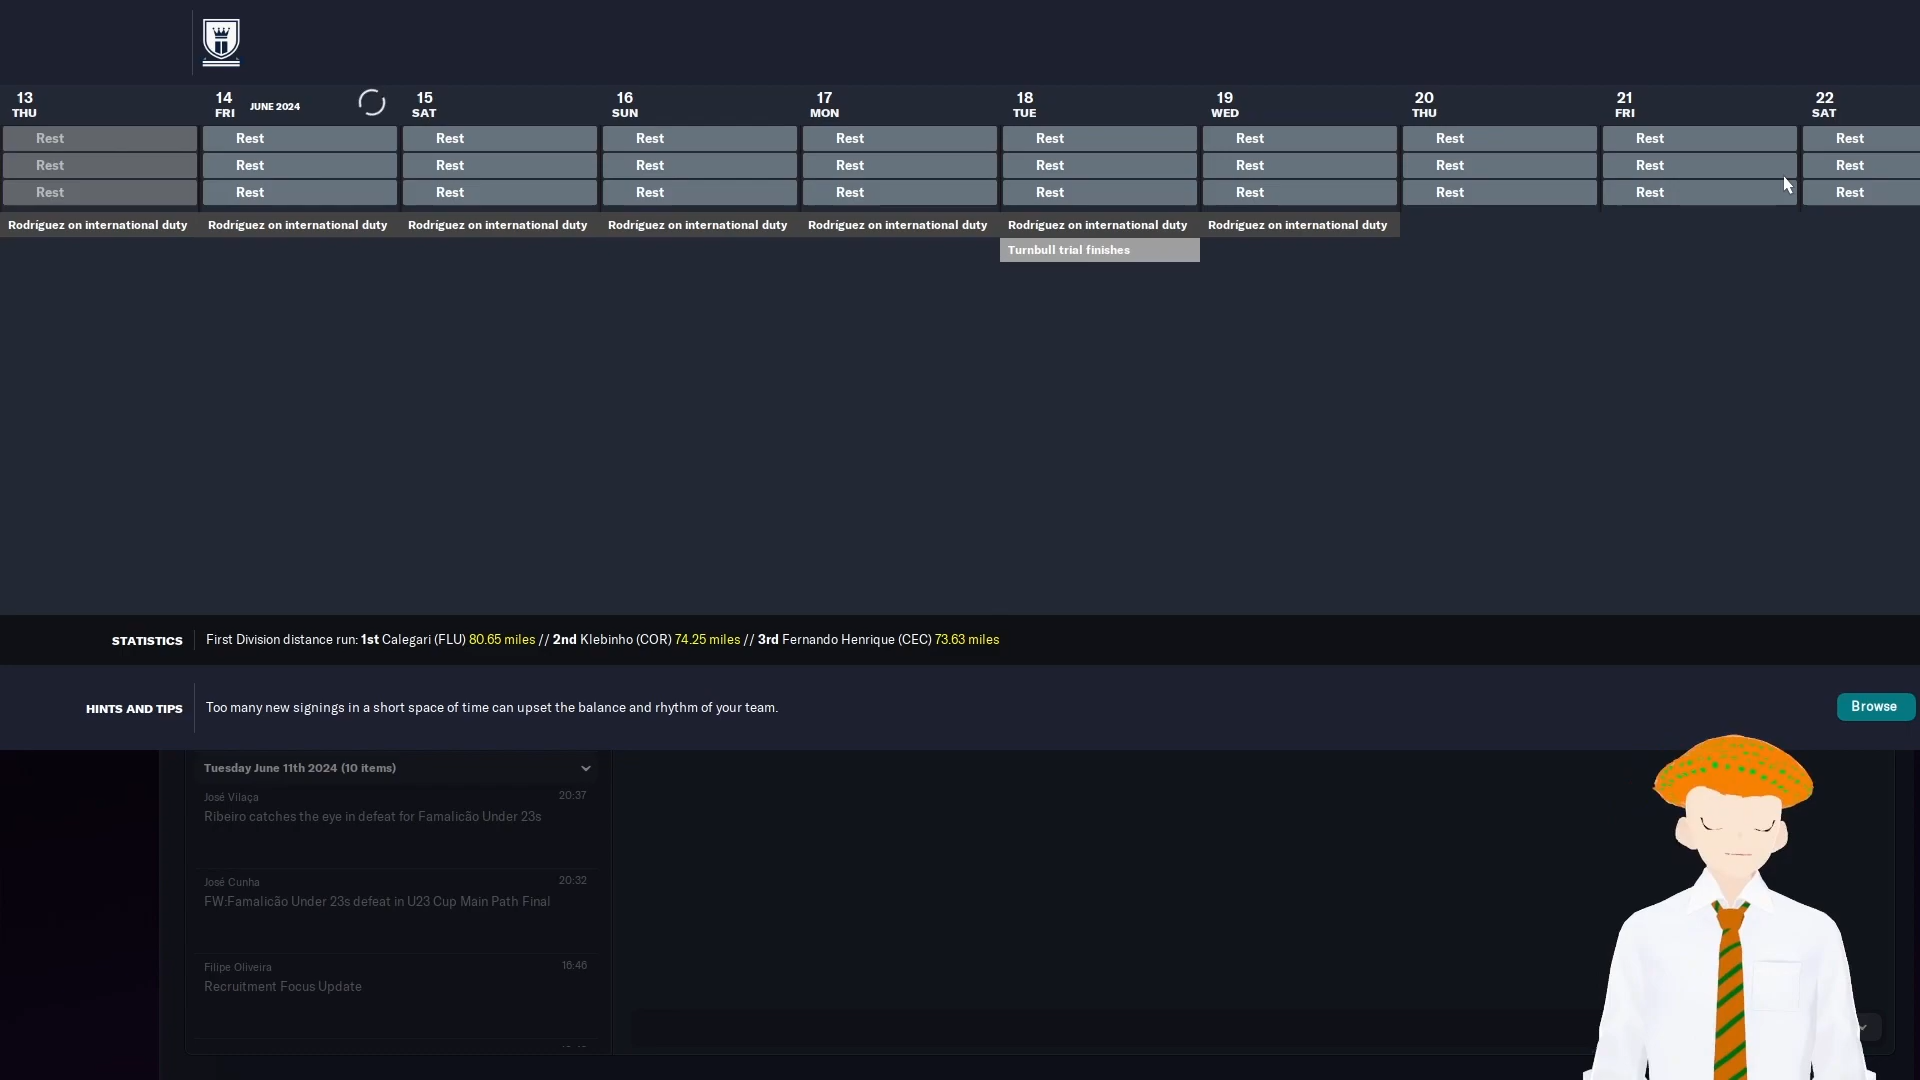 13 14 15 16 17 18 19 20 21 22
THU FRI JUNE 2024 SAT SUN MON TUE WED THU FRI SAT
Rest Rest Rest Rest Rest Rest Rest Rest Rest Rest
Rest Rest Rest Rest Rest Rest Rest Rest Rest Rest
Rest Rest Rest Rest Rest Rest Rest Rest Rest Rest
Rodríguez on international duty Rodríguez on international duty Rodríguez on international duty Rodríguez on international duty Rodríguez on international duty Rodríguez on international duty Rodríguez on international duty
Turnbull trial finishes
STATISTICS First Division distance run: 1st Calegari (FLU) 80.65 miles // 2nd Klebinho (COR) 74.25 miles // 3rd Fernando Henrique (CEC) 73.63 miles
HINTS AND TIPS Too many new signings in a short space of time can upset the balance and rhythm of your team. Browse
Tuesday June 11th 2024 (10 items)
José Vilaça 20:37
Ribeiro catches the eye in defeat for Famalicão Under 23s
José Cunha 20:32
FW:Famalicão Under 23s defeat in U23 Cup Main Path Final
Filipe Oliveira 16:46
Recruitment Focus Update